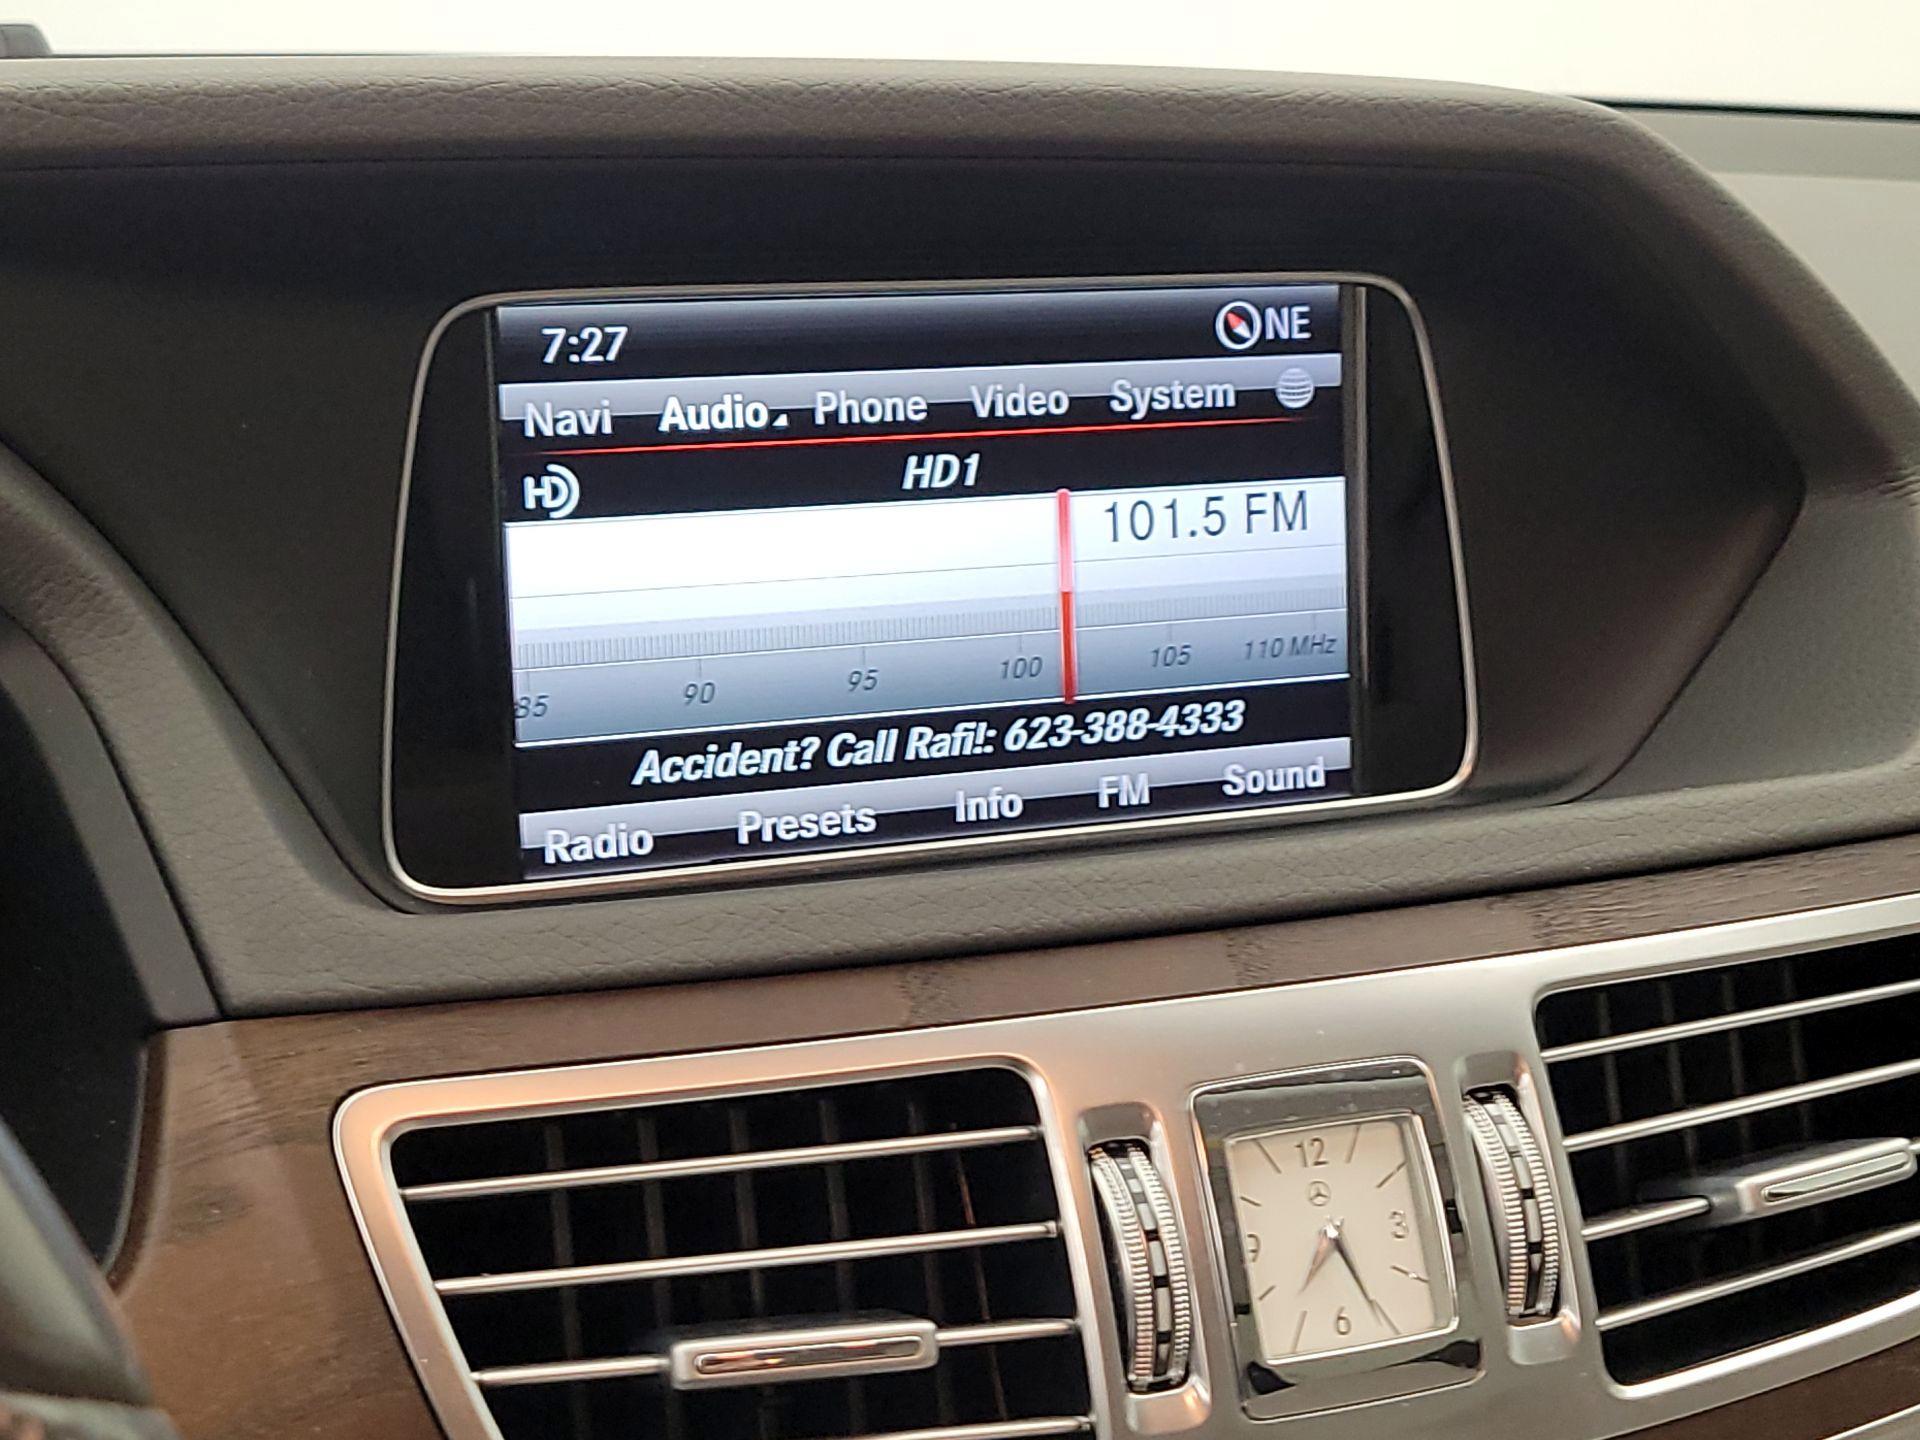 7:27 NE
Navi Audio Phone Video System
HD HD1
101.5 FM
85 90 95 100 105 110 MHz
Accident? Call Rafi!: 623-388-4333
Radio Presets Info FM Sound
12
9 3
6